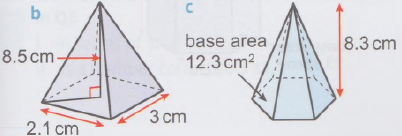 b
8.5 cm
2.1 cm
3 cm
c
base area
12.3 cm²
8.3 cm